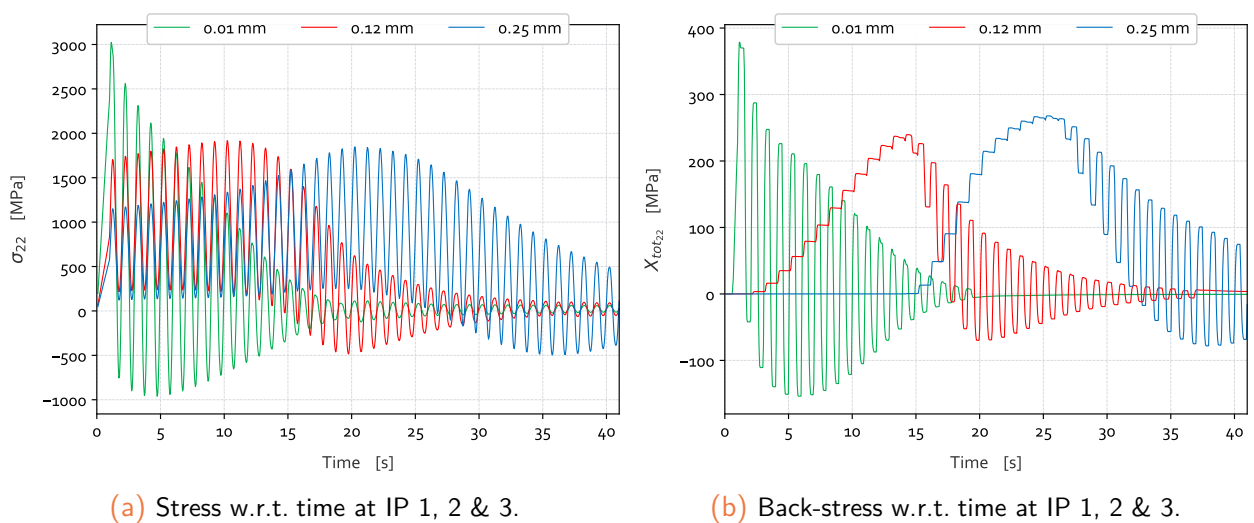 0.01 mm 0.12 mm 0.25 mm
3000
2500
2000
1500
1000
500
0
−500
−1000
σ22 [MPa]
0 5 10 15 20 25 30 35 40
Time [s]
(a) Stress w.r.t. time at IP 1, 2 & 3.
0.01 mm 0.12 mm 0.25 mm
400
300
200
100
0
−100
Xtot22 [MPa]
0 5 10 15 20 25 30 35 40
Time [s]
(b) Back-stress w.r.t. time at IP 1, 2 & 3.